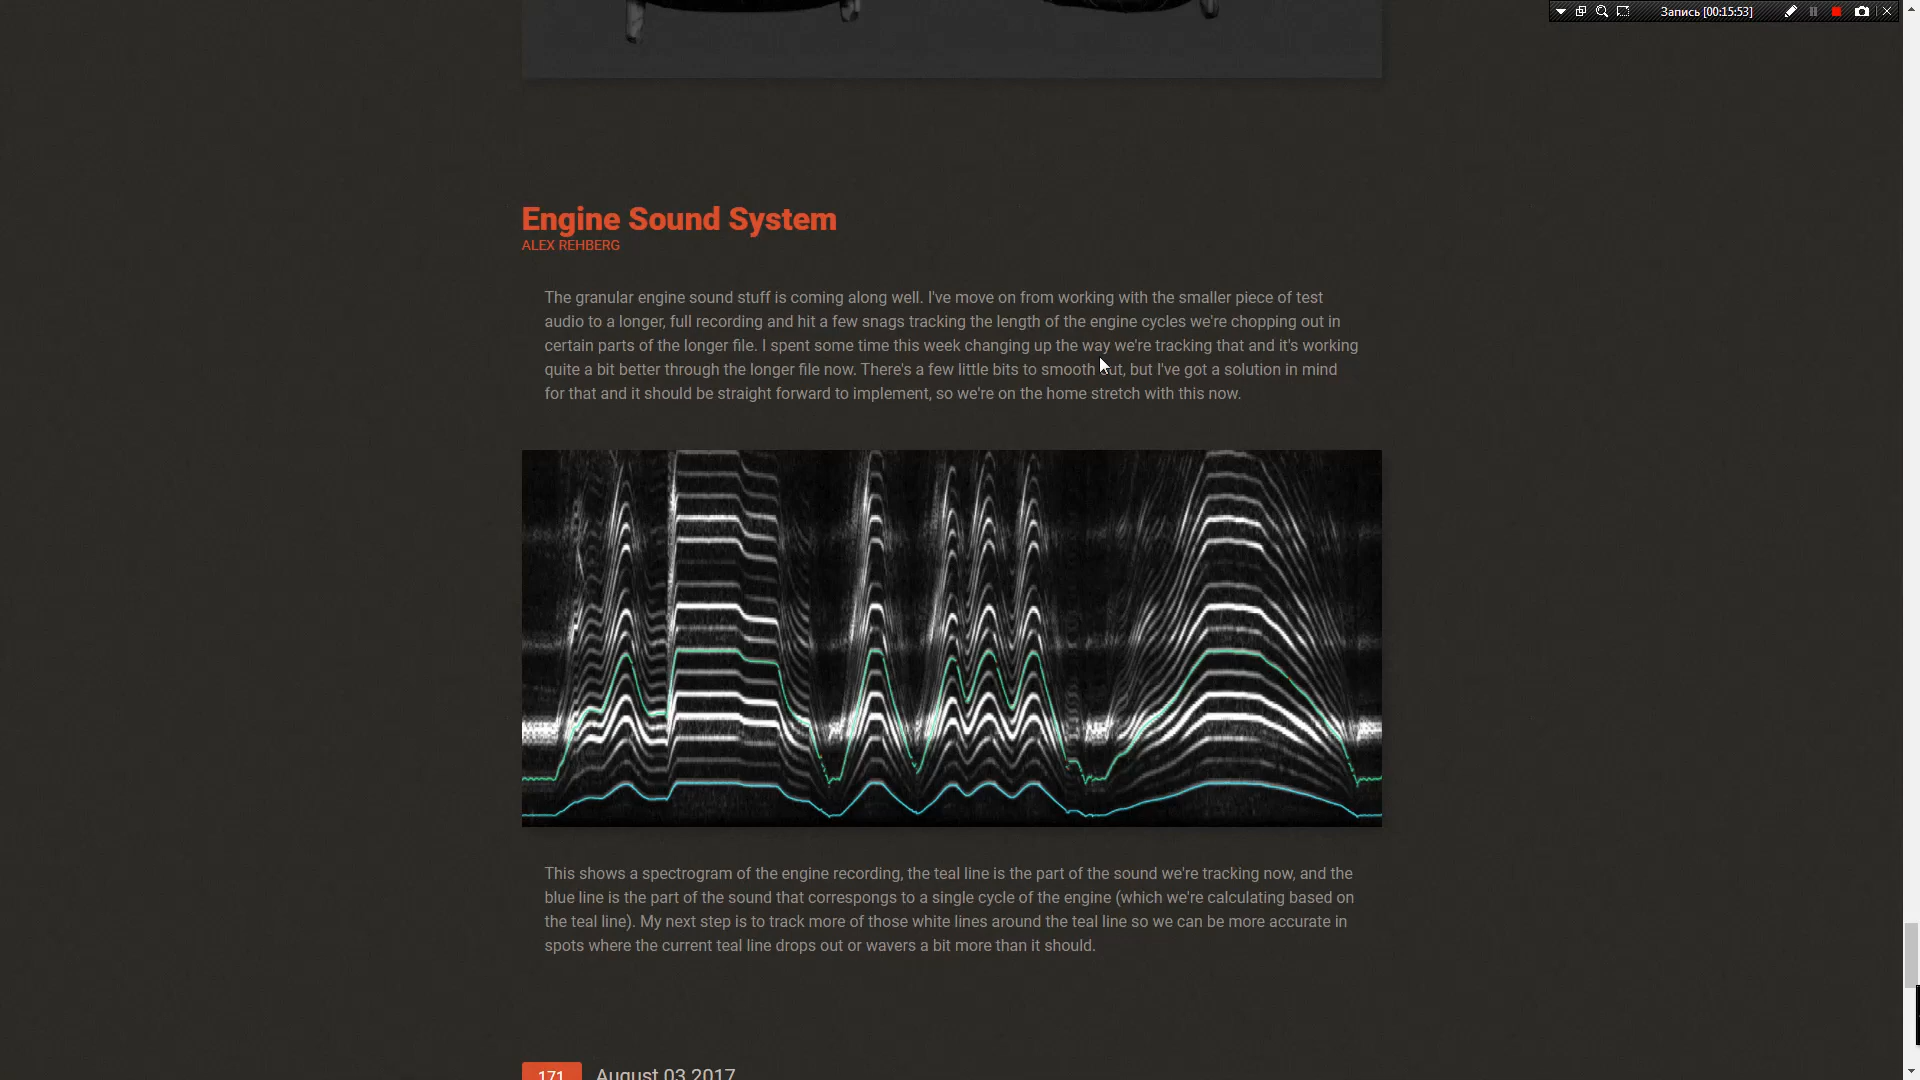 Запись [00:15:53]
Engine Sound System
ALEX REHBERG
The granular engine sound stuff is coming along well. I've move on from working with the smaller piece of test
audio to a longer, full recording and hit a few snags tracking the length of the engine cycles we're chopping out in
certain parts of the longer file. I spent some time this week changing up the way we're tracking that and it's working
quite a bit better through the longer file now. There's a few little bits to smooth out, but I've got a solution in mind
for that and it should be straight forward to implement, so we're on the home stretch with this now.
This shows a spectrogram of the engine recording, the teal line is the part of the sound we're tracking now, and the
blue line is the part of the sound that correspongs to a single cycle of the engine (which we're calculating based on
the teal line). My next step is to track more of those white lines around the teal line so we can be more accurate in
spots where the current teal line drops out or wavers a bit more than it should.
171 August 03 2017